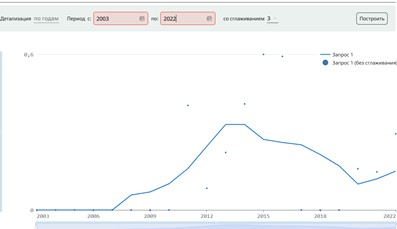 Детализация по годам Период с: 2003 по: 2022 со сглаживанием 3 Построить
0,6
Запрос 1
Запрос 1 (без сглаживания)
0
2003 2006 2009 2012 2015 2018 2022